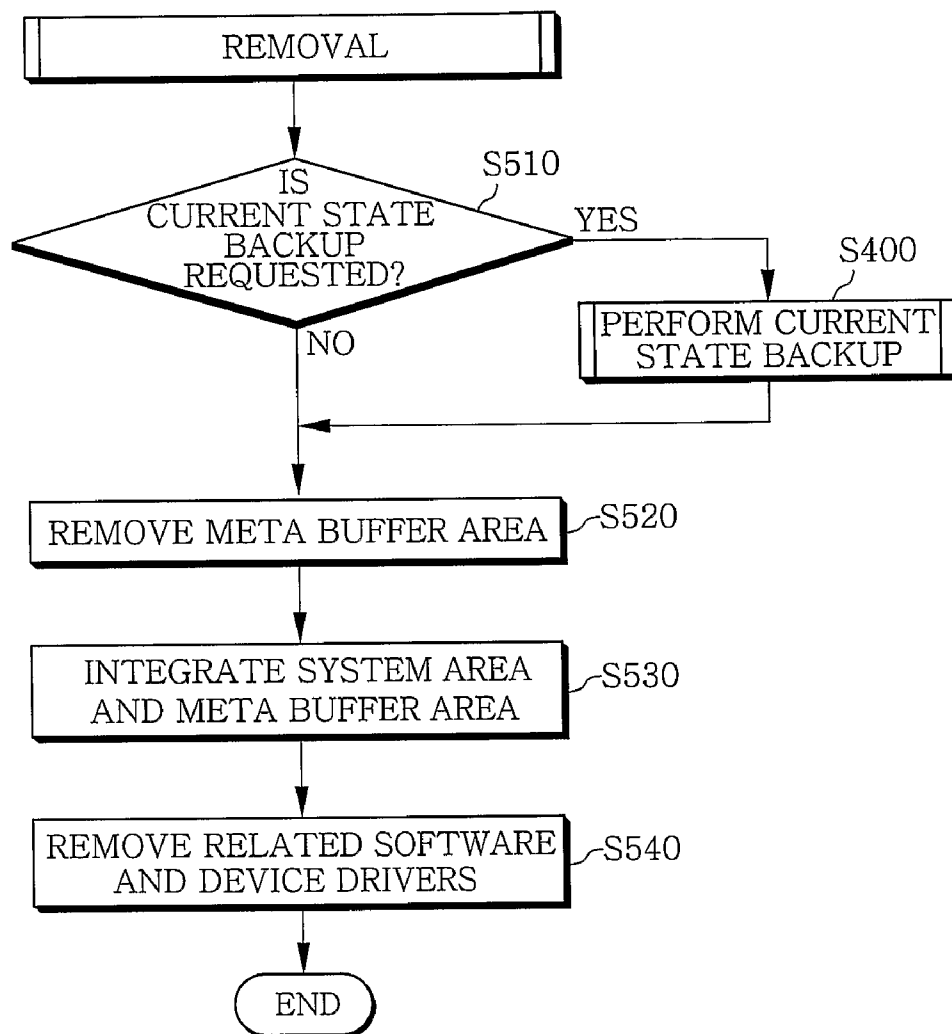 REMOVAL
S510
IS
CURRENT STATE
BACKUP
REQUESTED?
YES
NO
S400
PERFORM CURRENT
STATE BACKUP
REMOVE META BUFFER AREA
S520
INTEGRATE SYSTEM AREA
AND META BUFFER AREA
S530
REMOVE RELATED SOFTWARE
AND DEVICE DRIVERS
S540
END